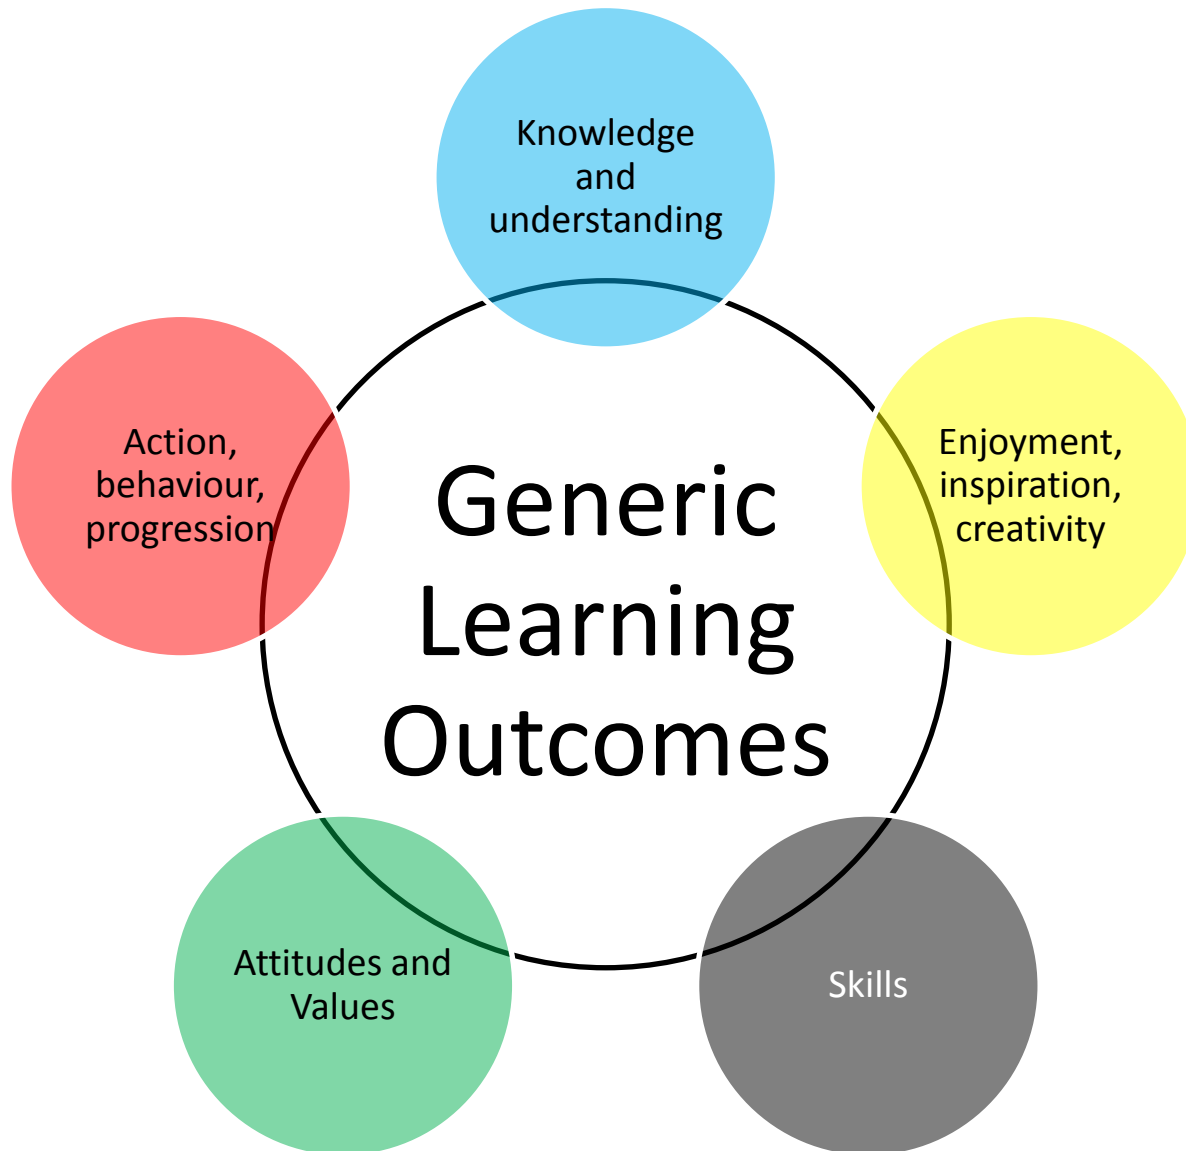 Knowledge
and
understanding
Action,
behaviour,
progression
Enjoyment,
inspiration,
creativity
Generic
Learning
Outcomes
Attitudes and
Values
Skills